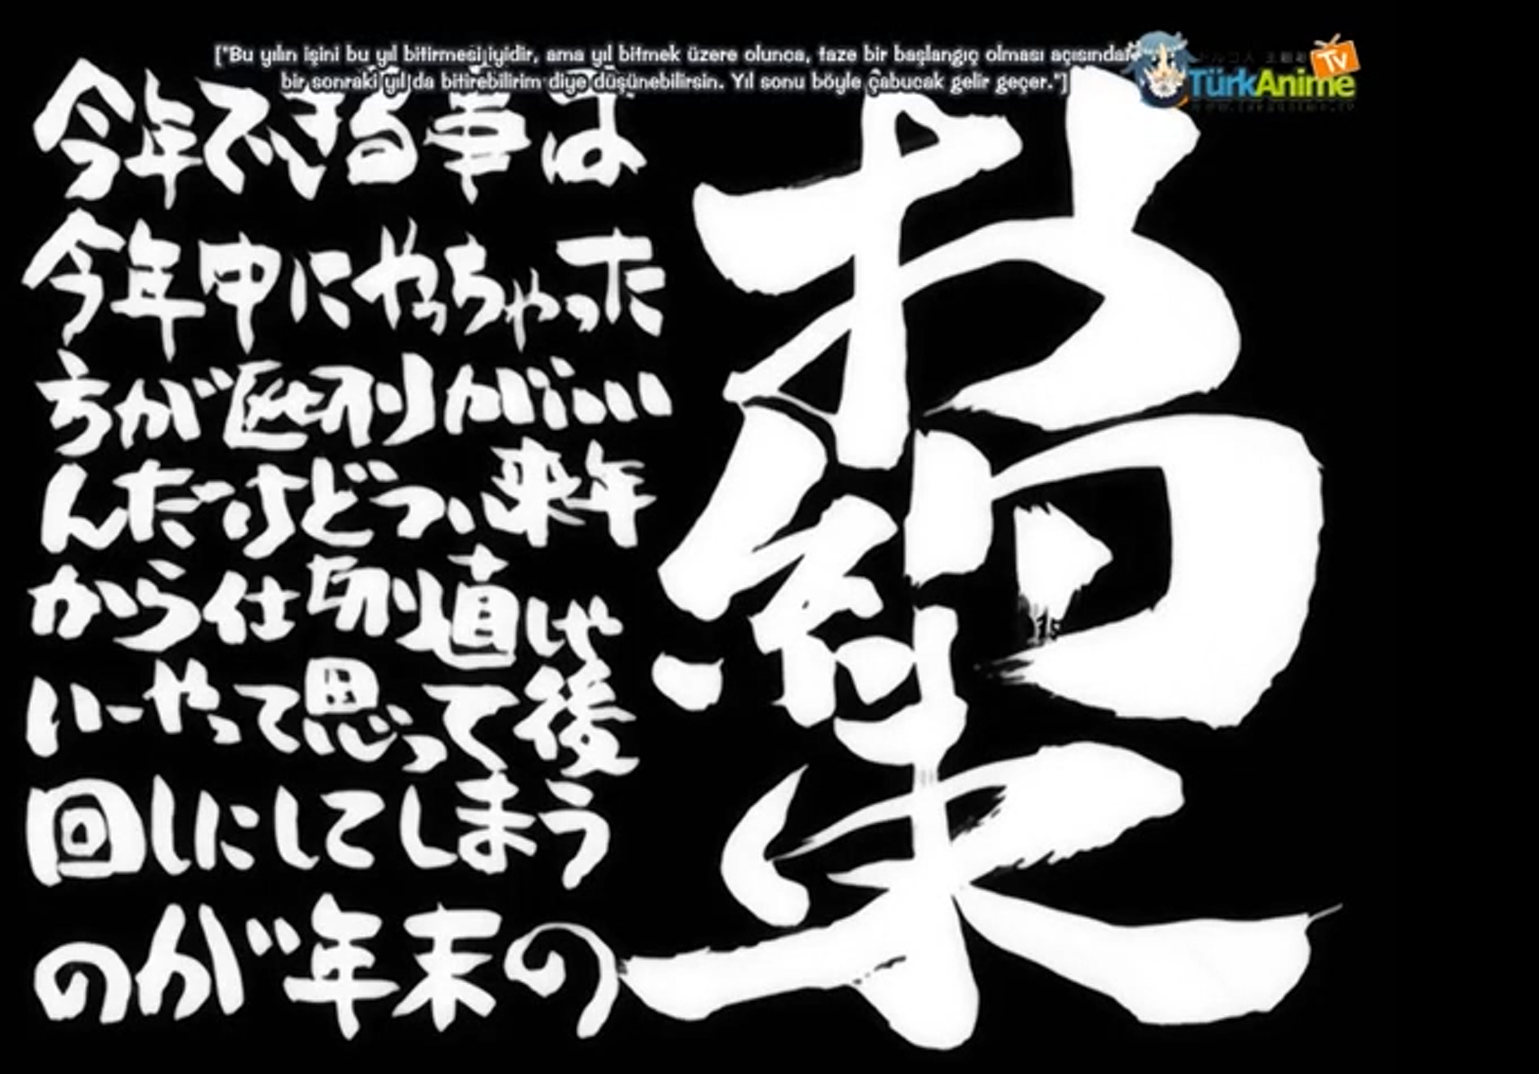 ["Bu yılın işini bu yıl bitirmesi iyidir, ama yıl bitmek üzere olunca, taze bir başlangıç olması açısından
bir sonraki yıl da bitirebilirim diye düşünebilirsin. Yıl sonu böyle çabucak gelir geçer."]
TürkAnime Tv
今年できる事は
今年中にやっちゃった
方が区切りがいい
んだけどつい来年
から仕切り直しゃ
いーやって思って後
回しにしてしまう
のが年末の
お約束